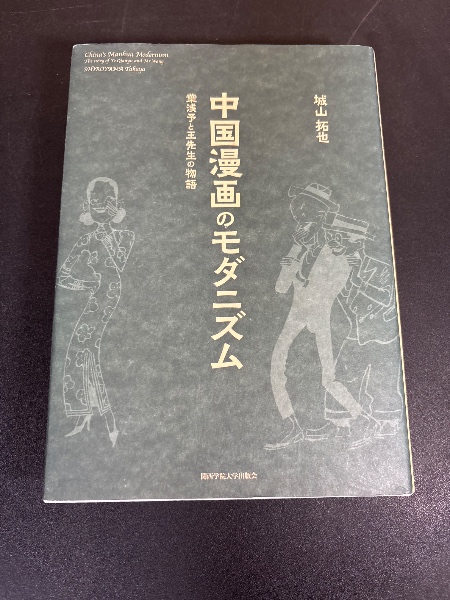 China's Manhua Modernism
The story of Ye Qianyu and Mr. Wang
SHIROYAMA Takuya
城山 拓也
中国漫画のモダニズム
葉浅予と王先生の物語
関西学院大学出版会